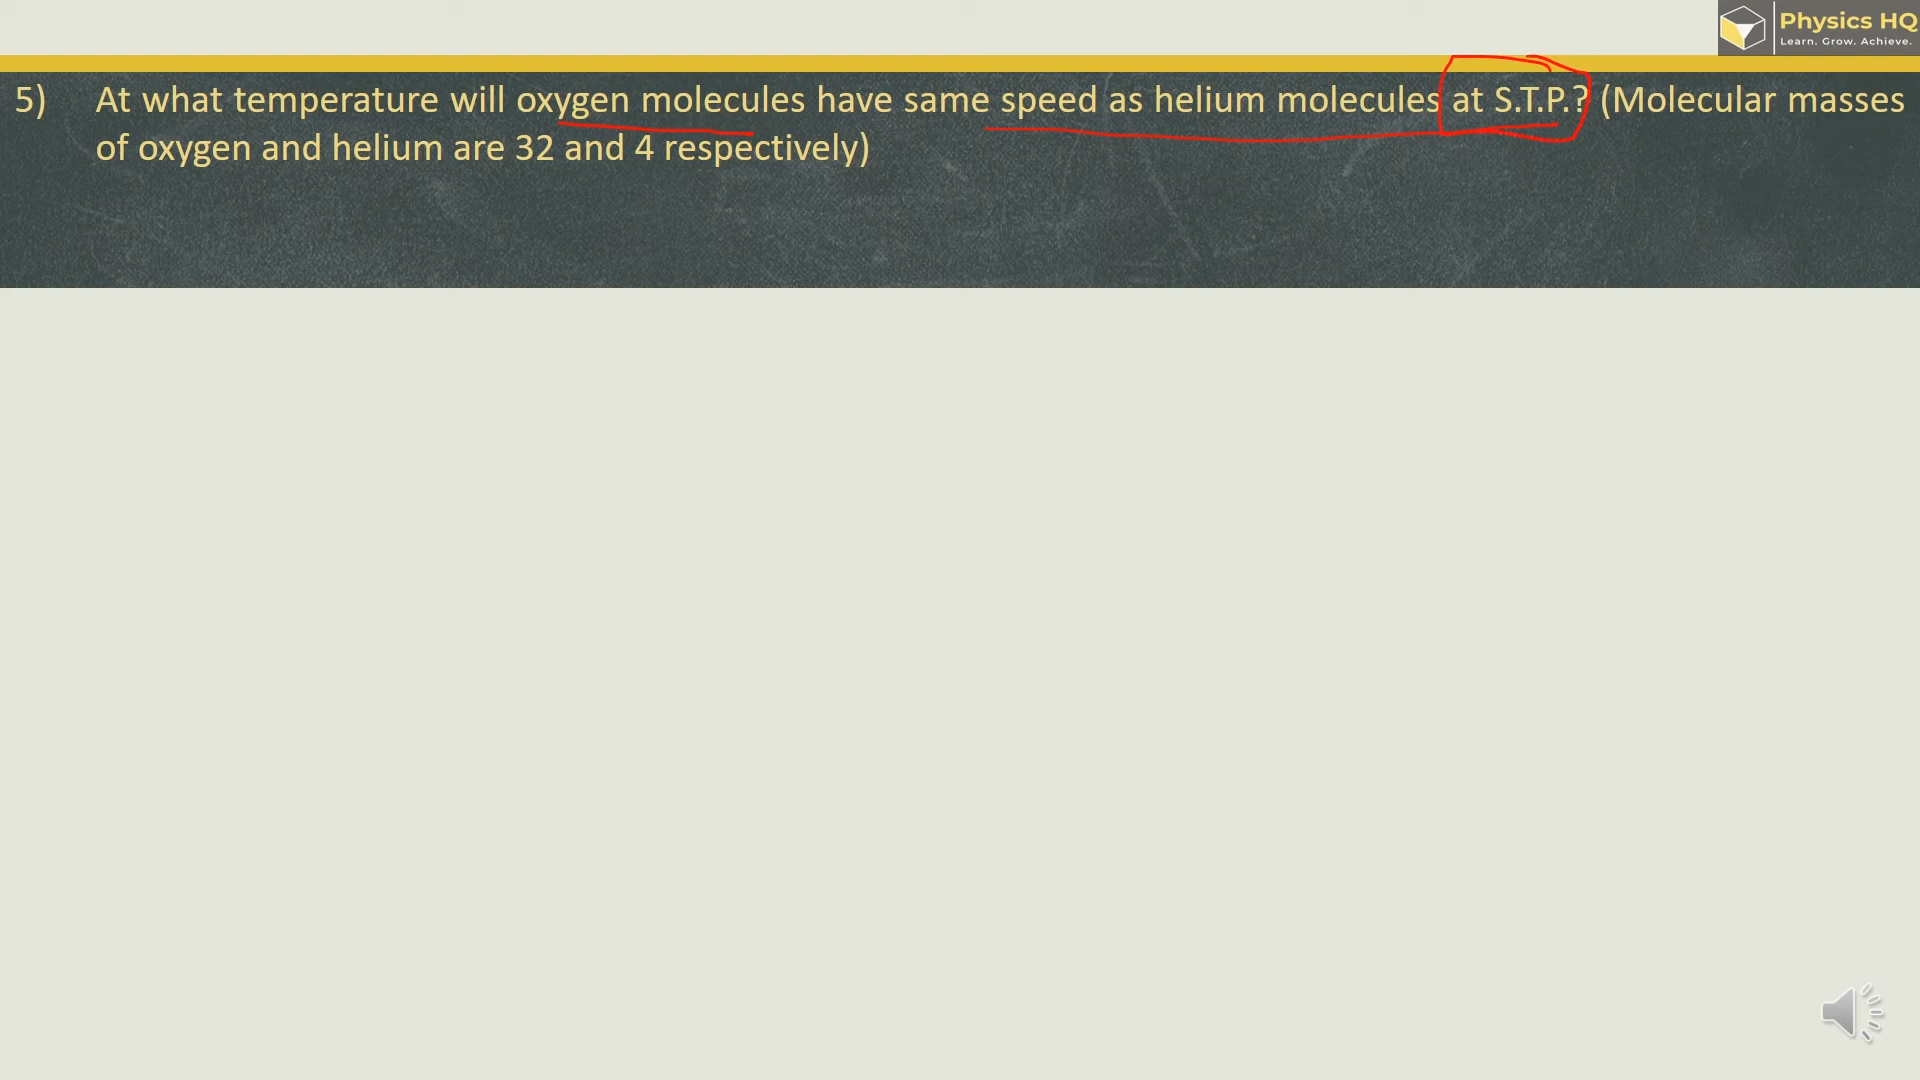 Physics HQ
Learn. Grow. Achieve.
5) At what temperature will oxygen molecules have same speed as helium molecules at S.T.P.? (Molecular masses
of oxygen and helium are 32 and 4 respectively)